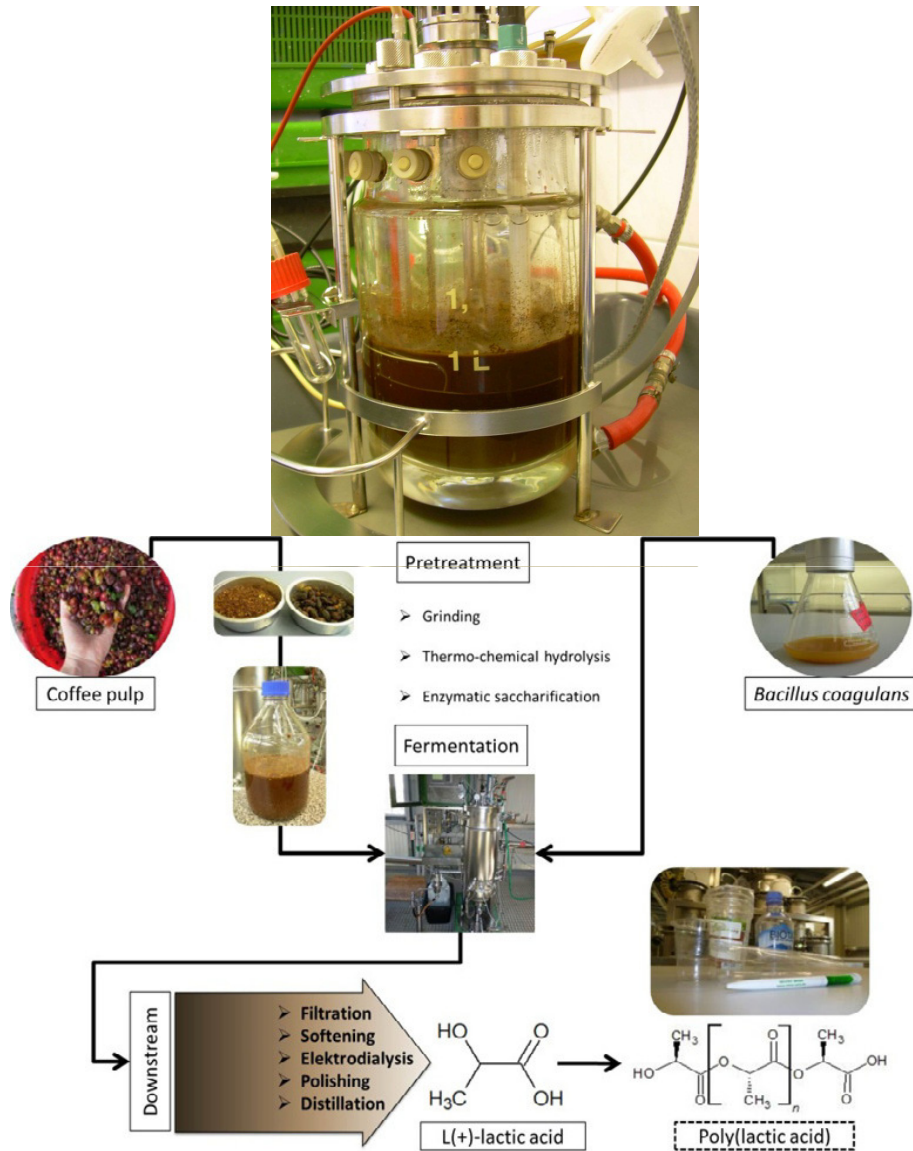 1,
1 L
Pretreatment
➢ Grinding
➢ Thermo-chemical hydrolysis
➢ Enzymatic saccharification
Coffee pulp
Bacillus coagulans
Fermentation
Downstream
➢ Filtration
➢ Softening
➢ Elektrodialysis
➢ Polishing
➢ Distillation
HO
O
H₃C
OH
L(+)-lactic acid
CH₃
O
CH₃
HO
O
O
OH
O
CH₃
n
O
Poly(lactic acid)